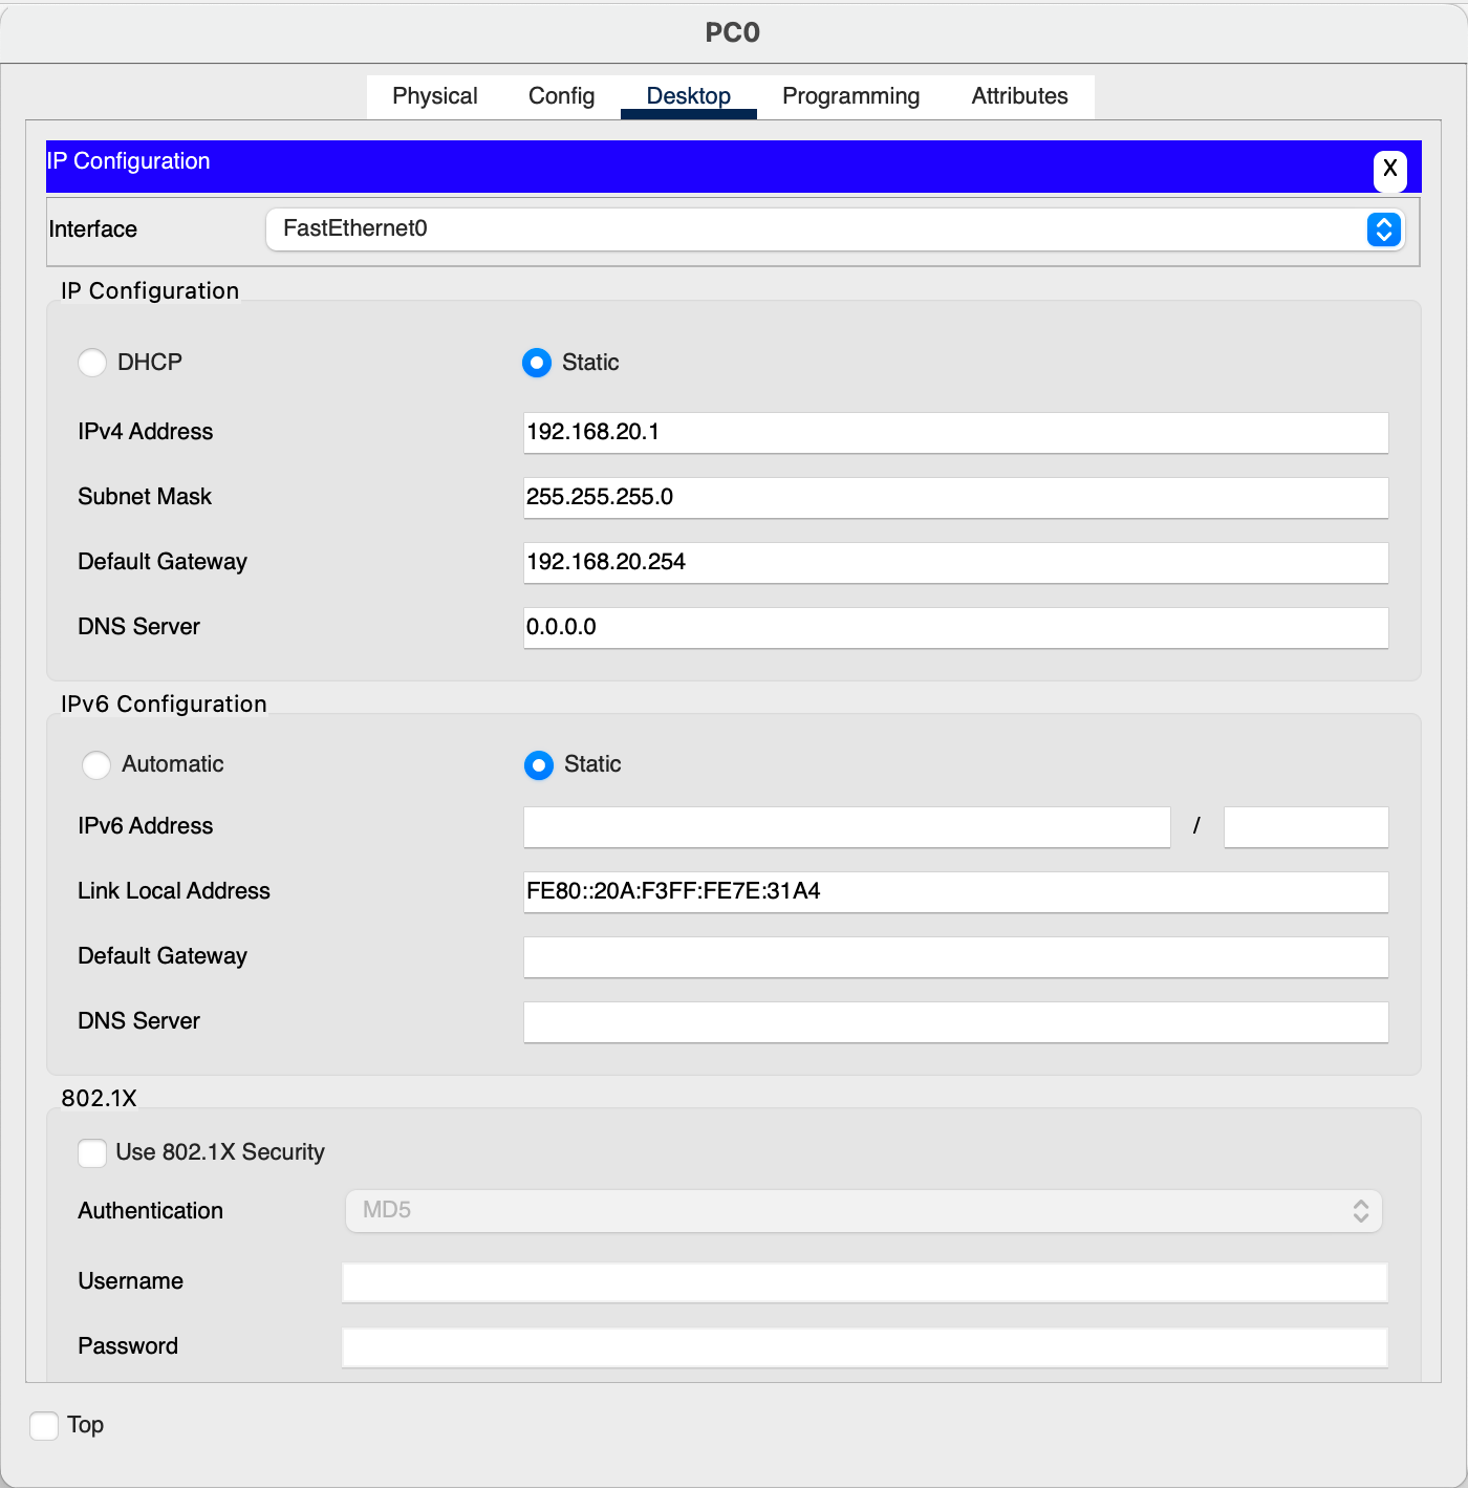 PC0
Physical Config Desktop Programming Attributes
IP Configuration
X
Interface FastEthernet0
IP Configuration
DHCP Static
IPv4 Address 192.168.20.1
Subnet Mask 255.255.255.0
Default Gateway 192.168.20.254
DNS Server 0.0.0.0
IPv6 Configuration
Automatic Static
IPv6 Address /
Link Local Address FE80::20A:F3FF:FE7E:31A4
Default Gateway
DNS Server
802.1X
Use 802.1X Security
Authentication MD5
Username
Password
Top